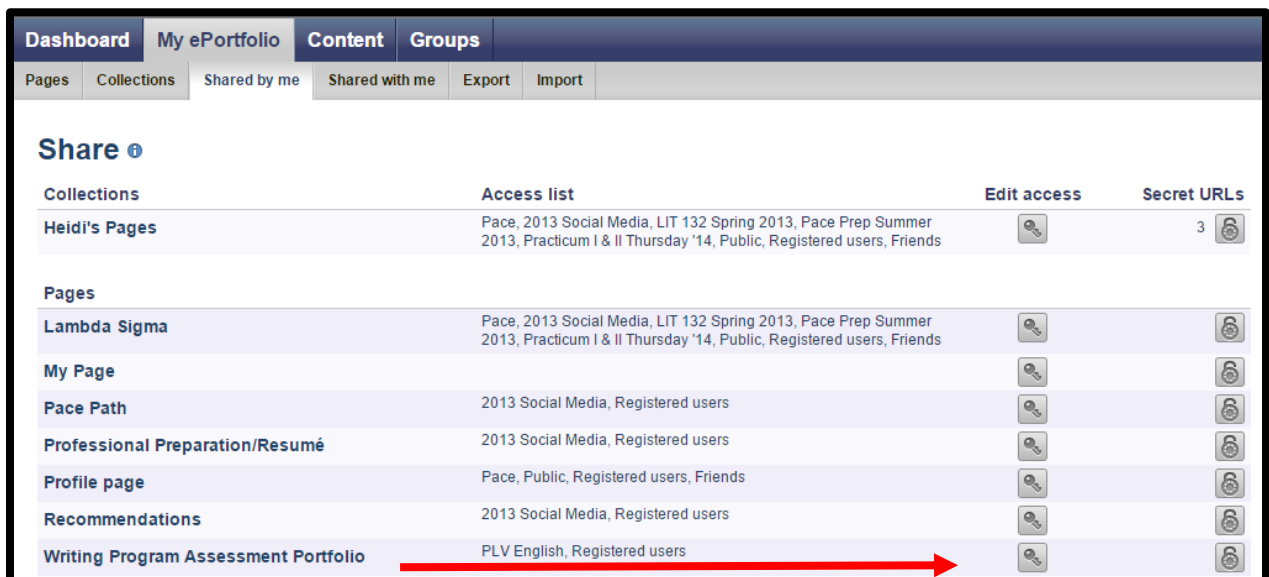 Dashboard My ePortfolio Content Groups
Pages Collections Shared by me Shared with me Export Import
Share
Collections Access list Edit access Secret URLs
Heidi's Pages Pace, 2013 Social Media, LIT 132 Spring 2013, Pace Prep Summer 2013, Practicum I & II Thursday '14, Public, Registered users, Friends 3
Pages
Lambda Sigma Pace, 2013 Social Media, LIT 132 Spring 2013, Pace Prep Summer 2013, Practicum I & II Thursday '14, Public, Registered users, Friends
My Page
Pace Path 2013 Social Media, Registered users
Professional Preparation/Resumé 2013 Social Media, Registered users
Profile page Pace, Public, Registered users, Friends
Recommendations 2013 Social Media, Registered users
Writing Program Assessment Portfolio PLV English, Registered users